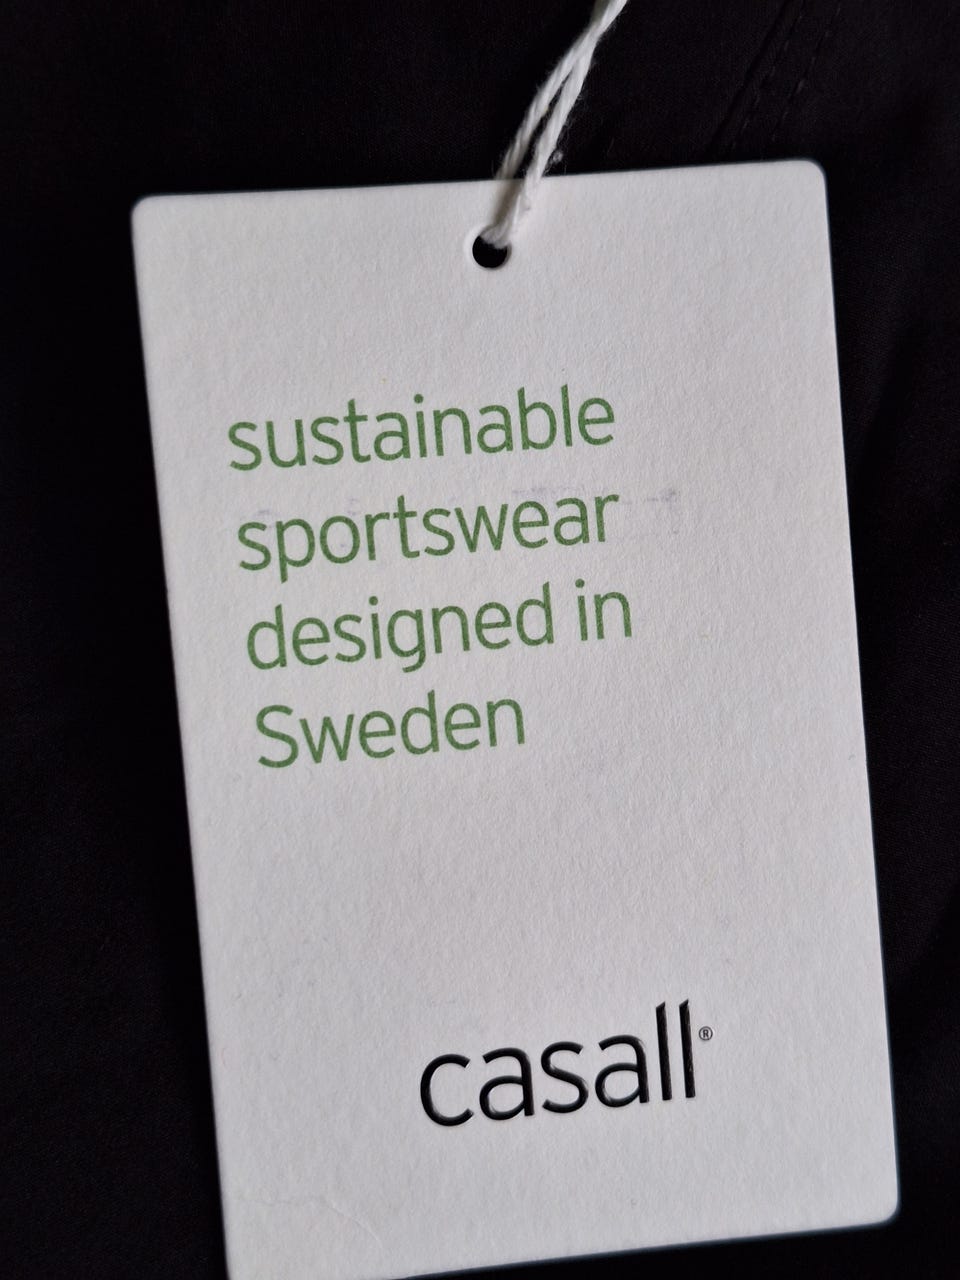 sustainable
sportswear
designed in
Sweden
casall®